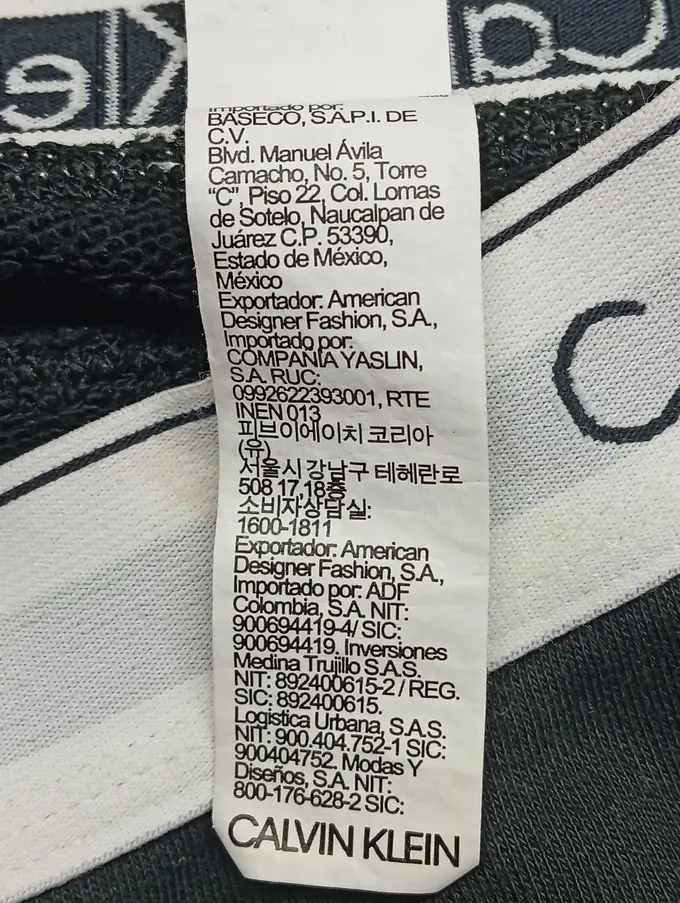 Importado por:
BASECO, S.A.P.I. DE
C.V.
Blvd. Manuel Ávila
Camacho, No. 5, Torre
"C", Piso 22, Col. Lomas
de Sotelo, Naucalpan de
Juárez C.P. 53390,
Estado de México,
México
Exportador: American
Designer Fashion, S.A.,
Importado por:
COMPAÑÍA YASLIN,
S.A. RUC:
0992622393001, RTE
INEN 013
피브이에이치 코리아
(유)
서울시 강남구 테헤란로
508 17,18층
소비자상담실:
1600-1811
Exportador: American
Designer Fashion, S.A.,
Importado por: ADF
Colombia, S.A. NIT:
900694419-4/ SIC:
900694419. Inversiones
Medina Trujillo S.A.S.
NIT: 892400615-2 / REG.
SIC: 892400615.
Logistica Urbana, S.A.S.
NIT: 900.404.752-1 SIC:
900404752. Modas Y
Diseños, S.A. NIT:
800-176-628-2 SIC:
CALVIN KLEIN